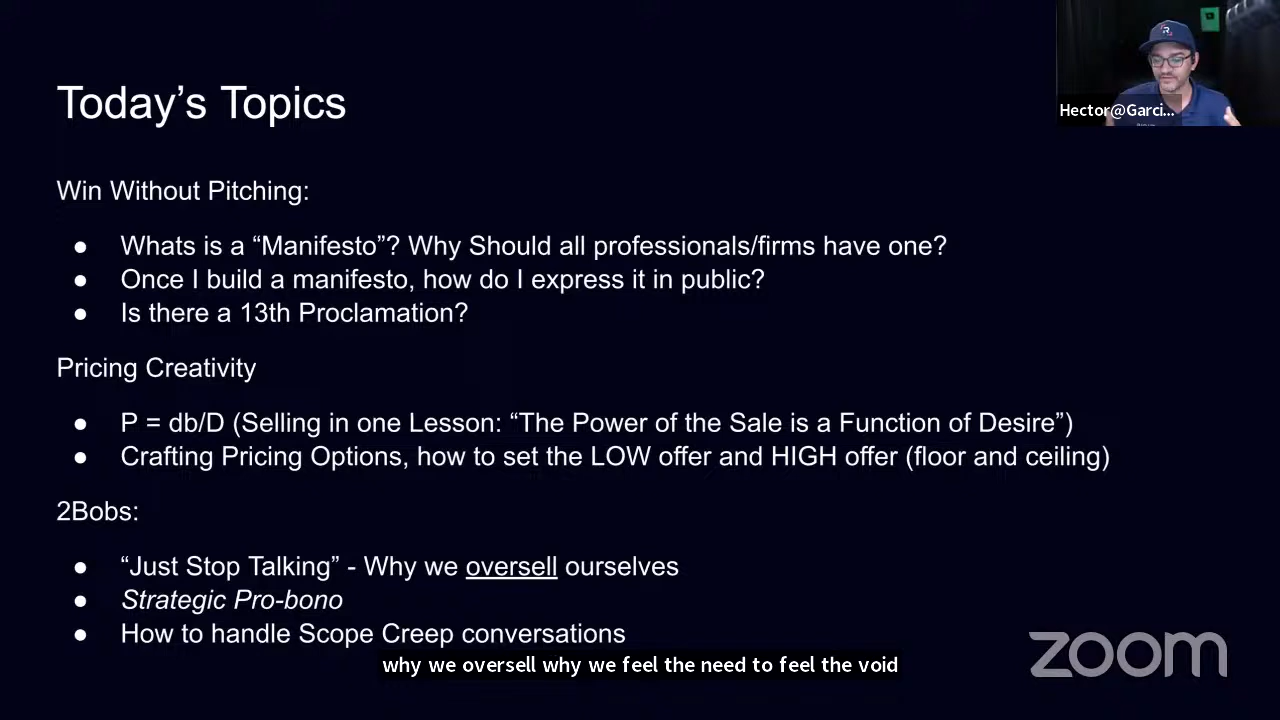 Today’s Topics
Hector@Garci...
Win Without Pitching:
● Whats is a “Manifesto”? Why Should all professionals/firms have one?
● Once I build a manifesto, how do I express it in public?
● Is there a 13th Proclamation?
Pricing Creativity
● P = db/D (Selling in one Lesson: “The Power of the Sale is a Function of Desire”)
● Crafting Pricing Options, how to set the LOW offer and HIGH offer (floor and ceiling)
2Bobs:
● “Just Stop Talking” - Why we oversell ourselves
● Strategic Pro-bono
● How to handle Scope Creep conversations
why we oversell why we feel the need to feel the void
zoom